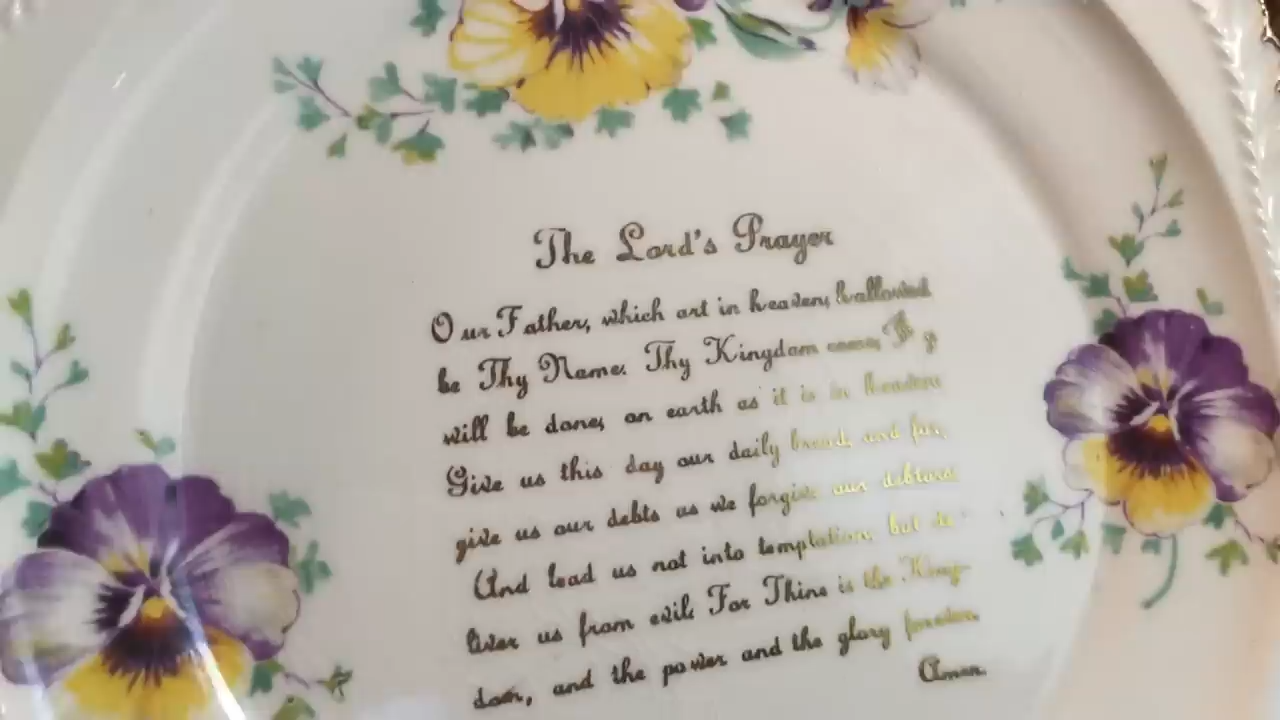 The Lord's Prayer
Our Father, which art in heaven, hallowed
be Thy Name. Thy Kingdom come, Thy
will be done, on earth as it is in heaven.
Give us this day our daily bread, and for-
give us our debts as we forgive our debtors.
And lead us not into temptation, but de-
liver us from evil; For Thine is the King-
dom, and the power and the glory forever.
Amen.